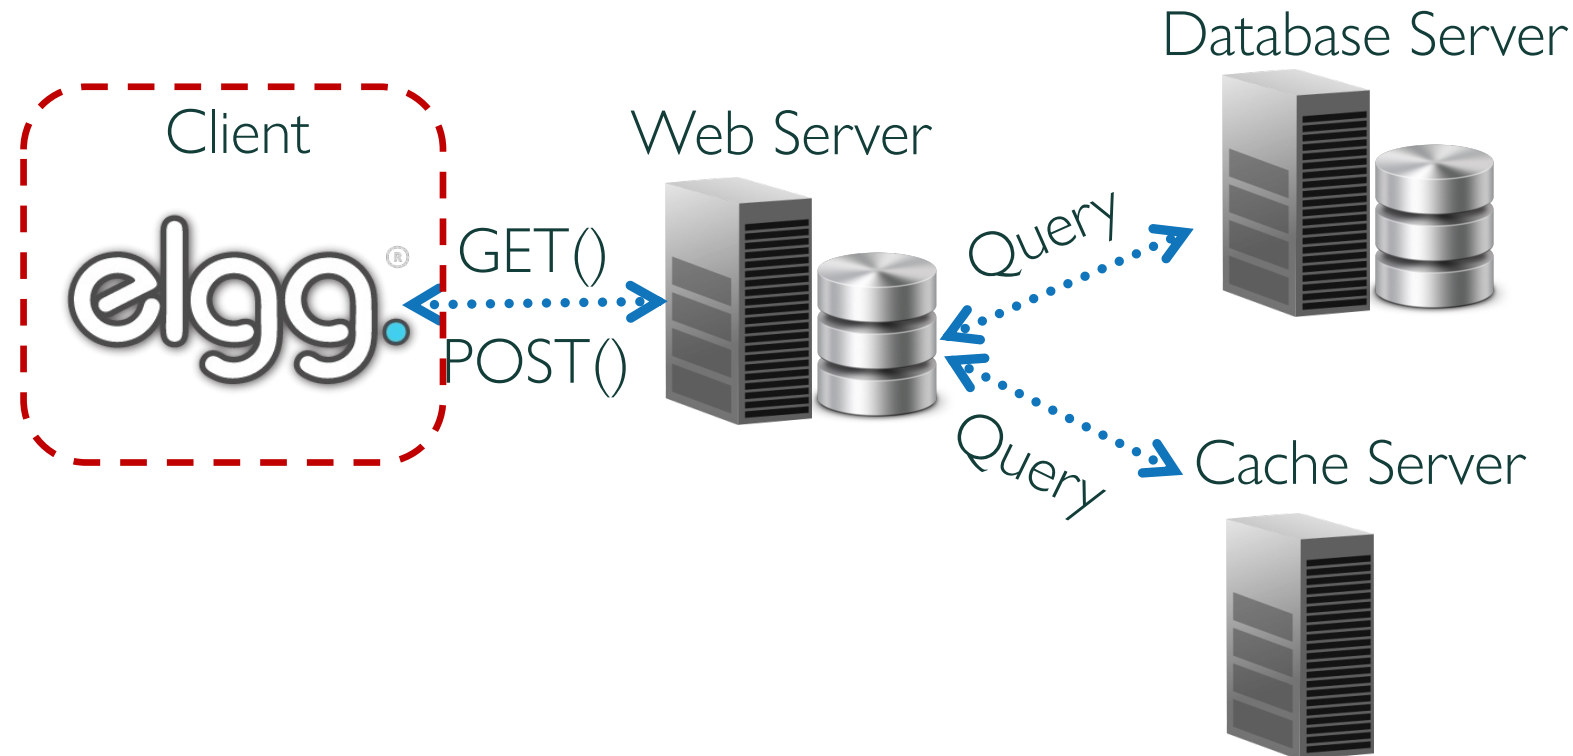 Database Server
Client
Web Server
elgg.®
GET()
POST()
Query
Query
Cache Server